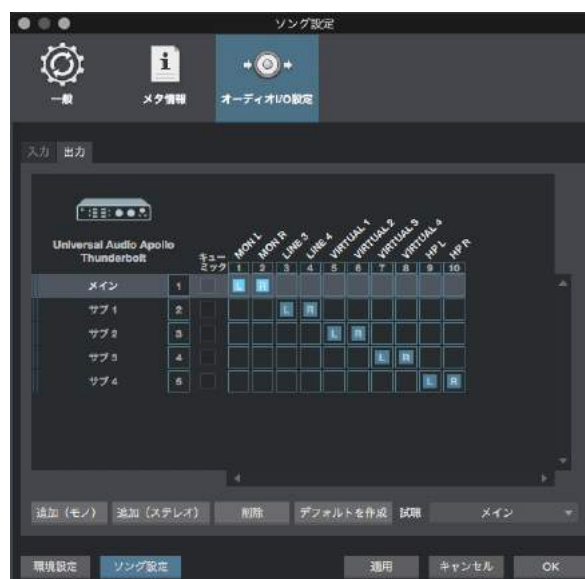 ソング設定
一般
メタ情報
オーディオI/O設定
入力 出力
Universal Audio Apollo
Thunderbolt
キュー
ミックス
MON L MON R LINE 3 LINE 4 VIRTUAL 1 VIRTUAL 2 VIRTUAL 3 VIRTUAL 4 HP L HP R
1 2 3 4 5 6 7 8 9 10
メイン 1 L R
サブ 1 2 L R
サブ 2 3 L R
サブ 3 4 L R
サブ 4 5 L R
追加（モノ） 追加（ステレオ） 削除 デフォルトを作成 試聴 メイン
環境設定 ソング設定 適用 キャンセル OK